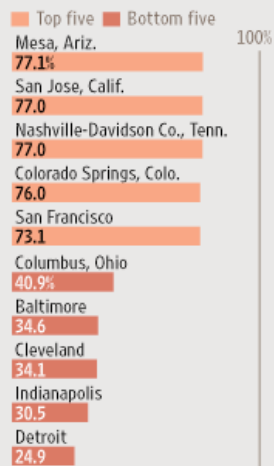 Top five Bottom five
100%
Mesa, Ariz.
77.1%
San Jose, Calif.
77.0
Nashville-Davidson Co., Tenn.
77.0
Colorado Springs, Colo.
76.0
San Francisco
73.1
Columbus, Ohio
40.9%
Baltimore
34.6
Cleveland
34.1
Indianapolis
30.5
Detroit
24.9